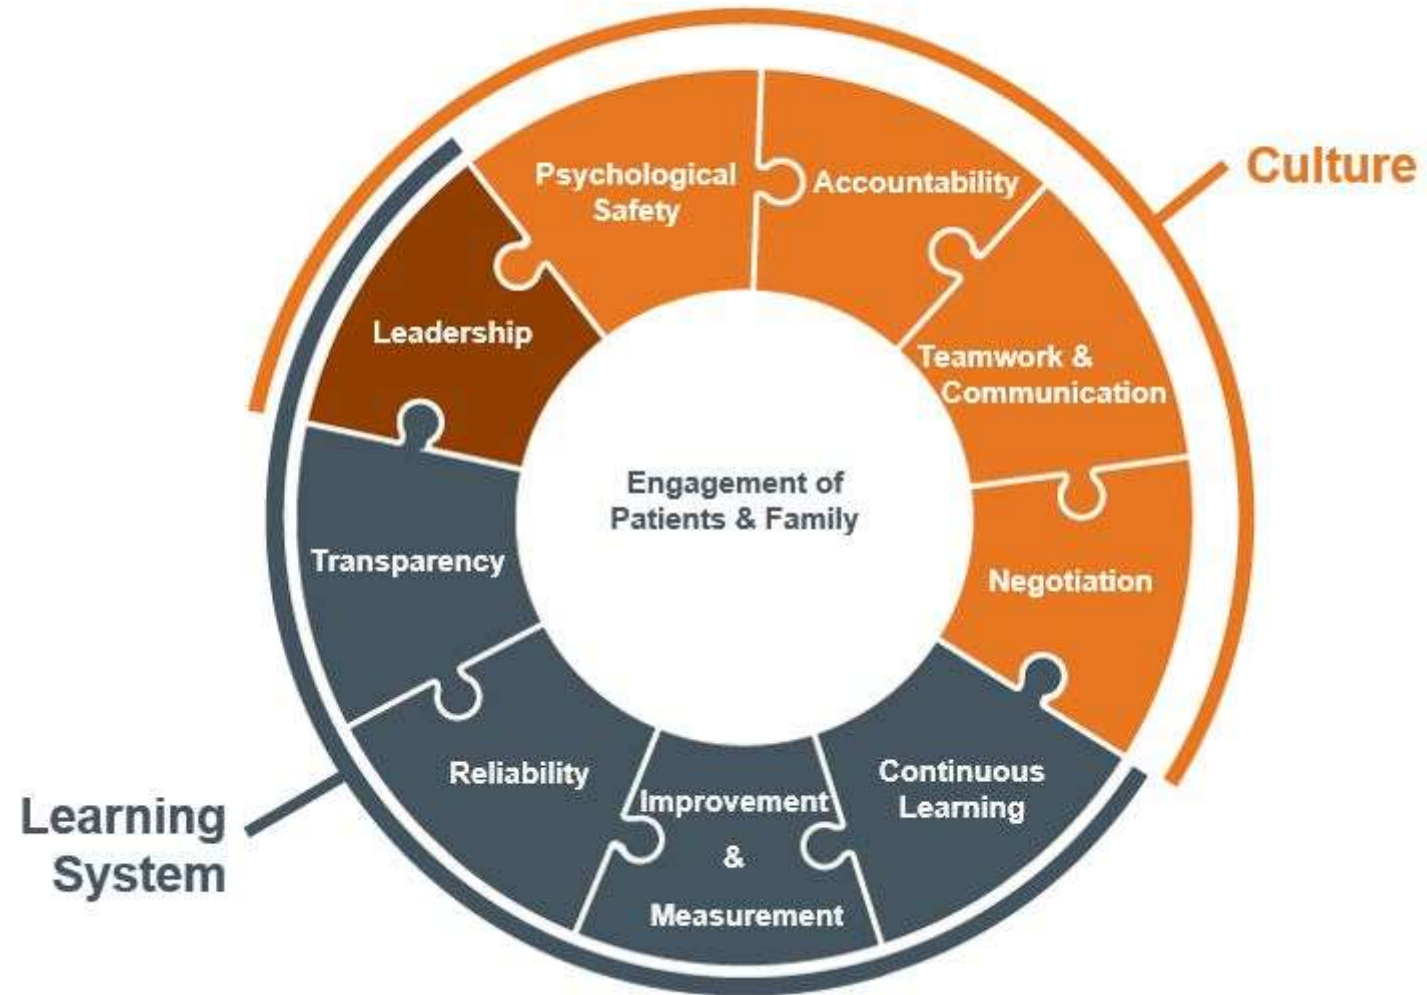 Culture
Psychological
Safety
Accountability
Leadership
Teamwork &
Communication
Engagement of
Patients & Family
Transparency
Negotiation
Reliability
Improvement
&
Measurement
Continuous
Learning
Learning
System